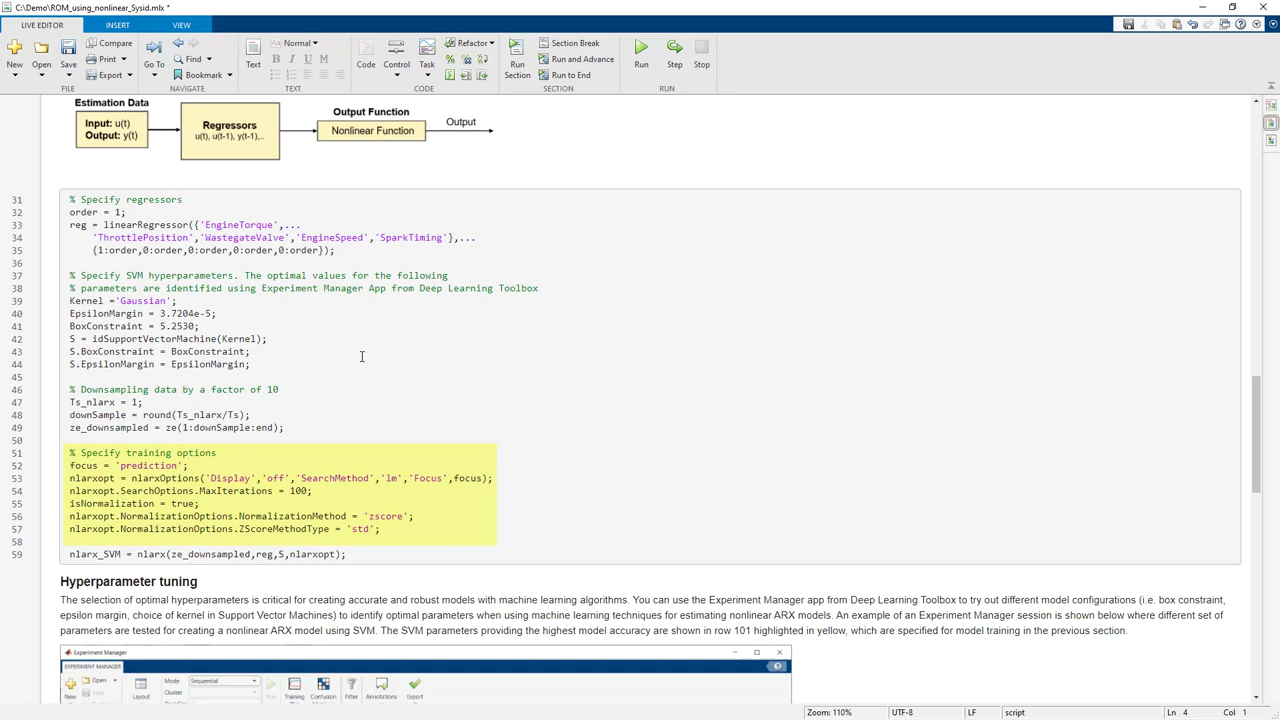 C:\Demo\ROM_using_nonlinear_Sysid.mlx *
LIVE EDITOR
INSERT
VIEW
New
Open
Save
Compare
Print
Export
FILE
Go To
Find
Bookmark
NAVIGATE
Text
Normal
B I U M
TEXT
Code
Control
Task
Refactor
CODE
Run Section
Section Break
Run and Advance
Run to End
SECTION
Run
Step
Stop
RUN
Estimation Data
Input: u(t)
Output: y(t)
Regressors
u(t), u(t-1), y(t-1),..
Output Function
Nonlinear Function
Output
31 % Specify regressors
32 order = 1;
33 reg = linearRegressor({'EngineTorque',...
34 'ThrottlePosition','WastegateValve','EngineSpeed','SparkTiming'},...
35 {1:order,0:order,0:order,0:order,0:order});
36
37 % Specify SVM hyperparameters. The optimal values for the following
38 % parameters are identified using Experiment Manager App from Deep Learning Toolbox
39 Kernel ='Gaussian';
40 EpsilonMargin = 3.7204e-5;
41 BoxConstraint = 5.2530;
42 S = idSupportVectorMachine(Kernel);
43 S.BoxConstraint = BoxConstraint;
44 S.EpsilonMargin = EpsilonMargin;
45
46 % Downsampling data by a factor of 10
47 Ts_nlarx = 1;
48 downSample = round(Ts_nlarx/Ts);
49 ze_downsampled = ze(1:downSample:end);
50
51 % Specify training options
52 focus = 'prediction';
53 nlarxopt = nlarxOptions('Display','off','SearchMethod','lm','Focus',focus);
54 nlarxopt.SearchOptions.MaxIterations = 100;
55 isNormalization = true;
56 nlarxopt.NormalizationOptions.NormalizationMethod = 'zscore';
57 nlarxopt.NormalizationOptions.ZScoreMethodType = 'std';
58
59 nlarx_SVM = nlarx(ze_downsampled,reg,S,nlarxopt);
Hyperparameter tuning
The selection of optimal hyperparameters is critical for creating accurate and robust models with machine learning algorithms. You can use the Experiment Manager app from Deep Learning Toolbox to try out different model configurations (i.e. box constraint,
epsilon margin, choice of kernel in Support Vector Machines) to identify optimal parameters when using machine learning techniques for estimating nonlinear ARX models. An example of an Experiment Manager session is shown below where different set of
parameters are tested for creating a nonlinear ARX model using SVM. The SVM parameters providing the highest model accuracy are shown in row 101 highlighted in yellow, which are specified for model training in the previous section.
Experiment Manager
EXPERIMENT MANAGER
New
Open
Save
Layout
Mode
Sequential
Cluster
Run
Training
Confusion
Filter
Annotations
Export
Zoom: 110%
UTF-8
LF
script
Ln 4
Col 1